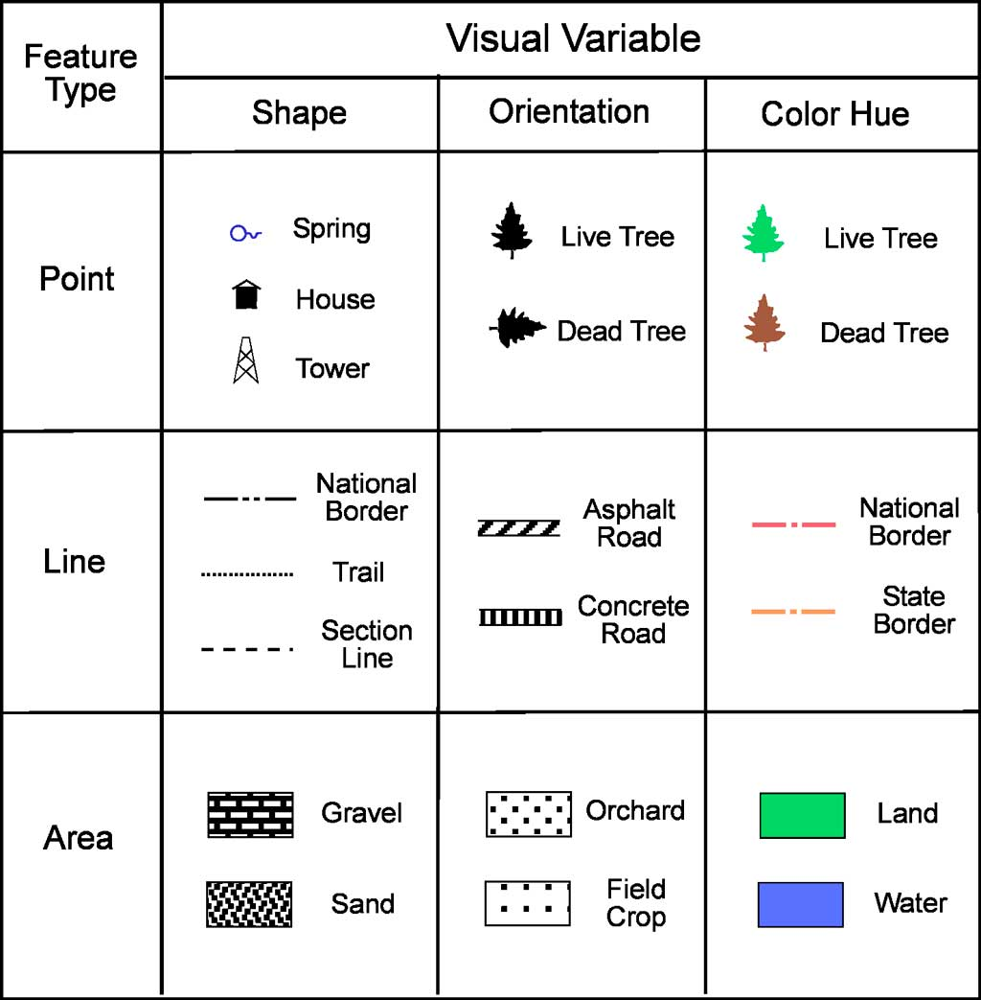 Feature
Type
Visual Variable
Shape
Orientation
Color Hue
Point
Spring
House
Tower
Live Tree
Dead Tree
Live Tree
Dead Tree
Line
National
Border
Trail
Section
Line
Asphalt
Road
Concrete
Road
National
Border
State
Border
Area
Gravel
Sand
Orchard
Field
Crop
Land
Water